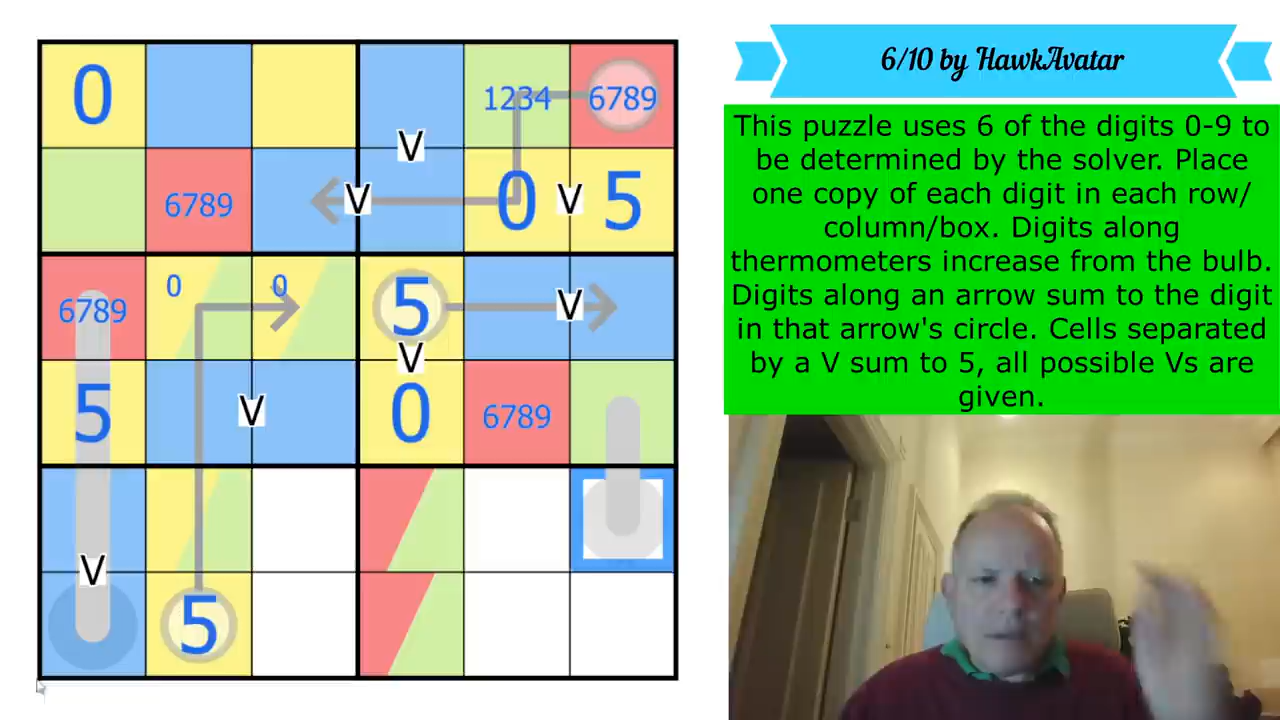 6/10 by HawkAvatar
This puzzle uses 6 of the digits 0-9 to
be determined by the solver. Place
one copy of each digit in each row/
column/box. Digits along
thermometers increase from the bulb.
Digits along an arrow sum to the digit
in that arrow's circle. Cells separated
by a V sum to 5, all possible Vs are
given.
0 1234 6789
V
6789 V 0 V 5
6789 0 0 5 V
V
5 V 0 6789
V
5